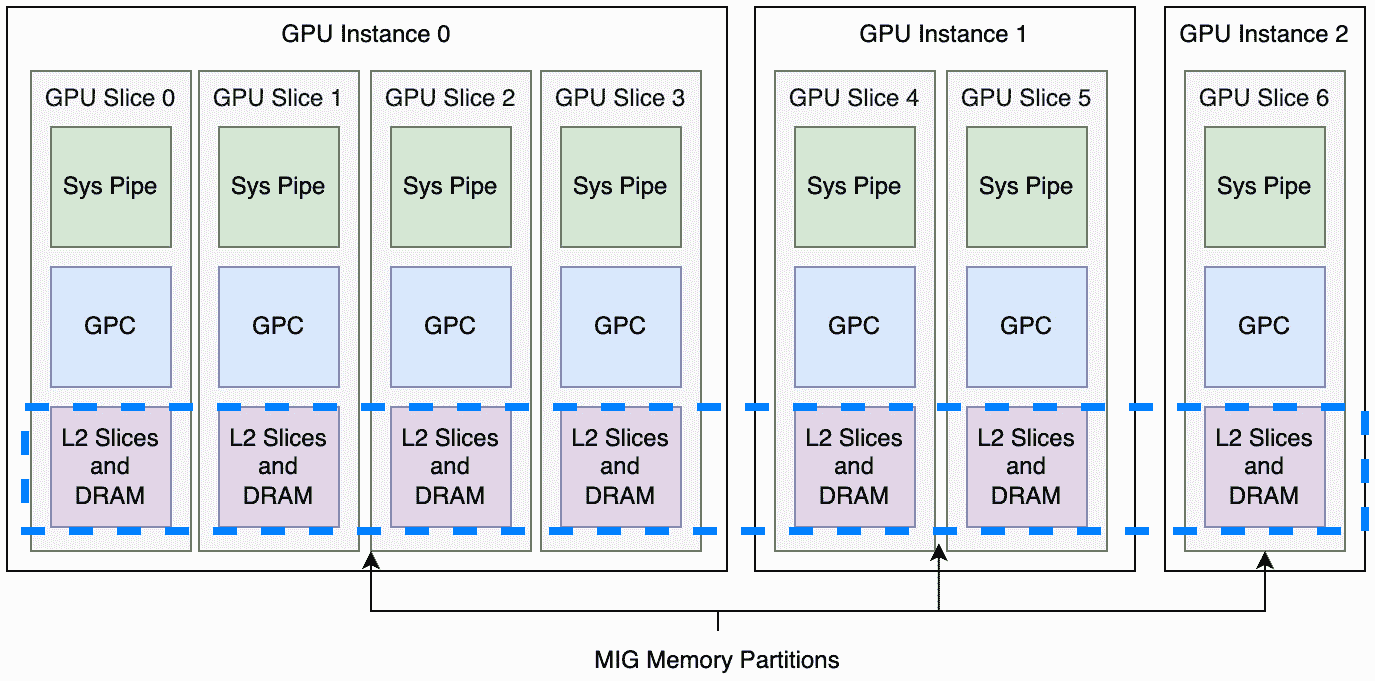 GPU Instance 0
GPU Instance 1
GPU Instance 2
GPU Slice 0
GPU Slice 1
GPU Slice 2
GPU Slice 3
GPU Slice 4
GPU Slice 5
GPU Slice 6
Sys Pipe
Sys Pipe
Sys Pipe
Sys Pipe
Sys Pipe
Sys Pipe
Sys Pipe
GPC
GPC
GPC
GPC
GPC
GPC
GPC
L2 Slices
and
DRAM
L2 Slices
and
DRAM
L2 Slices
and
DRAM
L2 Slices
and
DRAM
L2 Slices
and
DRAM
L2 Slices
and
DRAM
L2 Slices
and
DRAM
MIG Memory Partitions